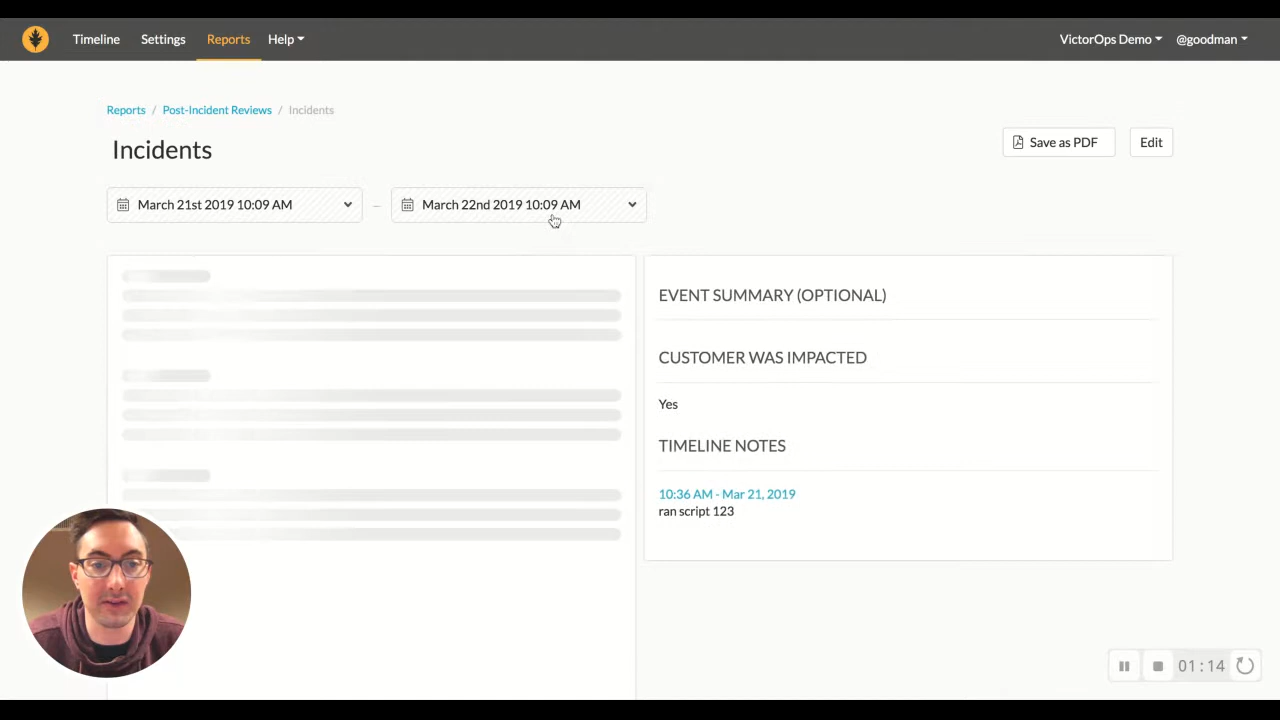 Timeline Settings Reports Help VictorOps Demo @goodman
Reports / Post-Incident Reviews / Incidents
Incidents
Save as PDF Edit
March 21st 2019 10:09 AM – March 22nd 2019 10:09 AM
EVENT SUMMARY (OPTIONAL)
CUSTOMER WAS IMPACTED
Yes
TIMELINE NOTES
10:36 AM - Mar 21, 2019
ran script 123
01:14